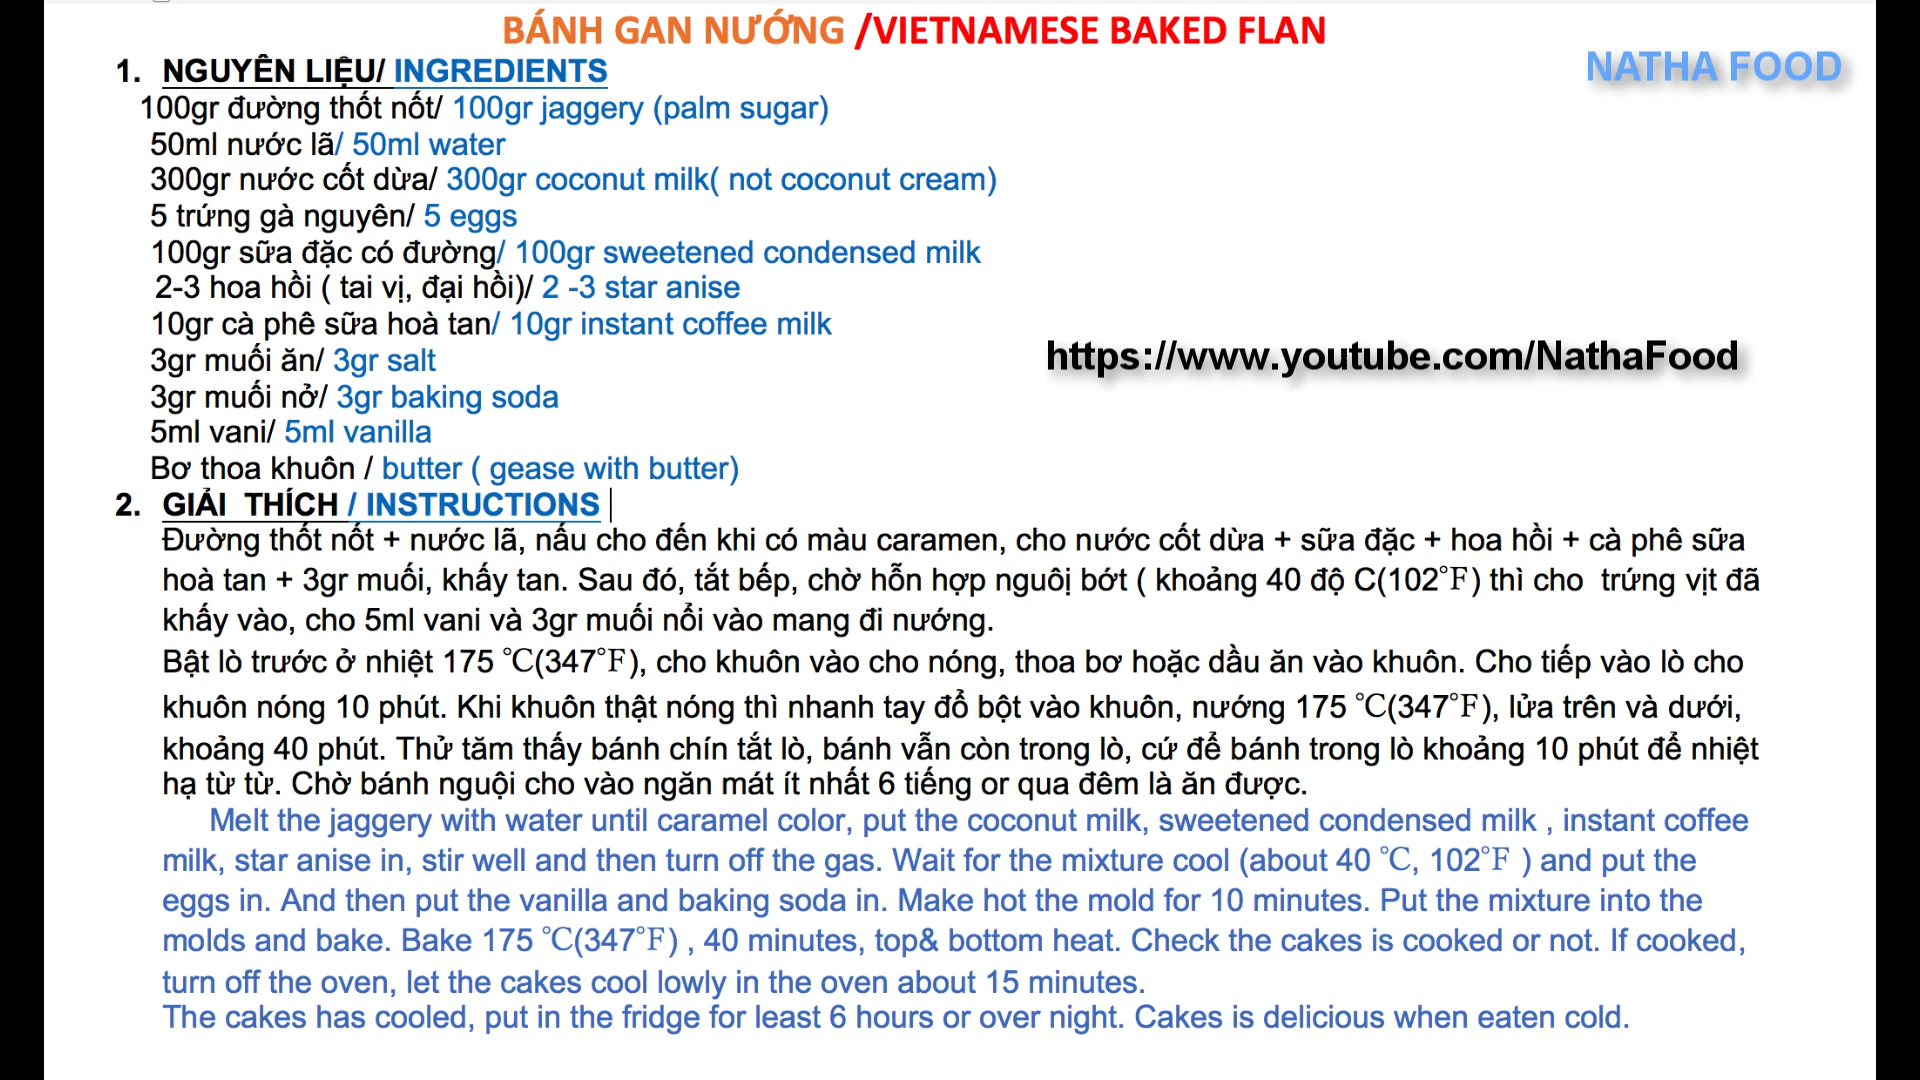 BÁNH GAN NƯỚNG /VIETNAMESE BAKED FLAN
NATHA FOOD
1. NGUYÊN LIỆU/ INGREDIENTS
100gr đường thốt nốt/ 100gr jaggery (palm sugar)
50ml nước lã/ 50ml water
300gr nước cốt dừa/ 300gr coconut milk( not coconut cream)
5 trứng gà nguyên/ 5 eggs
100gr sữa đặc có đường/ 100gr sweetened condensed milk
2-3 hoa hồi ( tai vị, đại hồi)/ 2 -3 star anise
10gr cà phê sữa hoà tan/ 10gr instant coffee milk
https://www.youtube.com/NathaFood
3gr muối ăn/ 3gr salt
3gr muối nở/ 3gr baking soda
5ml vani/ 5ml vanilla
Bơ thoa khuôn / butter ( gease with butter)
2. GIẢI THÍCH / INSTRUCTIONS
Đường thốt nốt + nước lã, nấu cho đến khi có màu caramen, cho nước cốt dừa + sữa đặc + hoa hồi + cà phê sữa
hoà tan + 3gr muối, khấy tan. Sau đó, tắt bếp, chờ hỗn hợp nguôị bớt ( khoảng 40 độ C(102°F) thì cho trứng vịt đã
khấy vào, cho 5ml vani và 3gr muối nổi vào mang đi nướng.
Bật lò trước ở nhiệt 175 ℃(347°F), cho khuôn vào cho nóng, thoa bơ hoặc dầu ăn vào khuôn. Cho tiếp vào lò cho
khuôn nóng 10 phút. Khi khuôn thật nóng thì nhanh tay đổ bột vào khuôn, nướng 175 ℃(347°F), lửa trên và dưới,
khoảng 40 phút. Thử tăm thấy bánh chín tắt lò, bánh vẫn còn trong lò, cứ để bánh trong lò khoảng 10 phút để nhiệt
hạ từ từ. Chờ bánh nguội cho vào ngăn mát ít nhất 6 tiếng or qua đêm là ăn được.
Melt the jaggery with water until caramel color, put the coconut milk, sweetened condensed milk , instant coffee
milk, star anise in, stir well and then turn off the gas. Wait for the mixture cool (about 40 ℃, 102°F ) and put the
eggs in. And then put the vanilla and baking soda in. Make hot the mold for 10 minutes. Put the mixture into the
molds and bake. Bake 175 ℃(347°F) , 40 minutes, top& bottom heat. Check the cakes is cooked or not. If cooked,
turn off the oven, let the cakes cool lowly in the oven about 15 minutes.
The cakes has cooled, put in the fridge for least 6 hours or over night. Cakes is delicious when eaten cold.